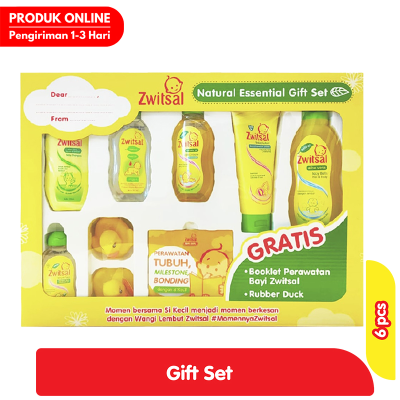 PRODUK ONLINE
Pengiriman 1-3 Hari
Dear
From
Zwitsal
Natural Essential Gift Set
Zwitsal
Zwitsal
Zwitsal
Zwitsal
Zwitsal
PERAWATAN
TUBUH,
MILESTONE,
BONDING
GRATIS
• Booklet Perawatan
Bayi Zwitsal
• Rubber Duck
Momen bersama Si Kecil menjadi momen berkesan
dengan Wangi Lembut Zwitsal #MomennyaZwitsal
6pcs
Gift Set